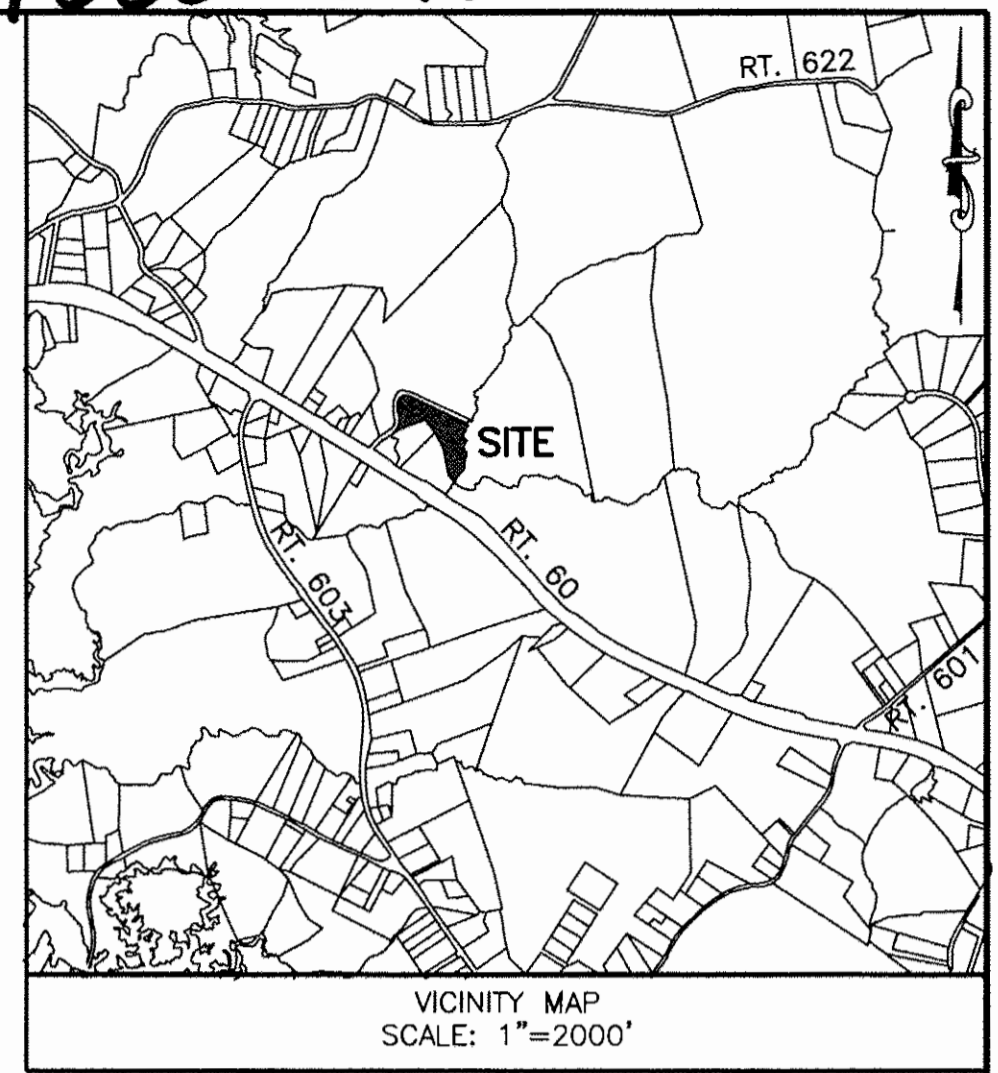 RT. 622
SITE
RT. 60
RT. 603
RT. 601
VICINITY MAP
SCALE: 1"=2000'